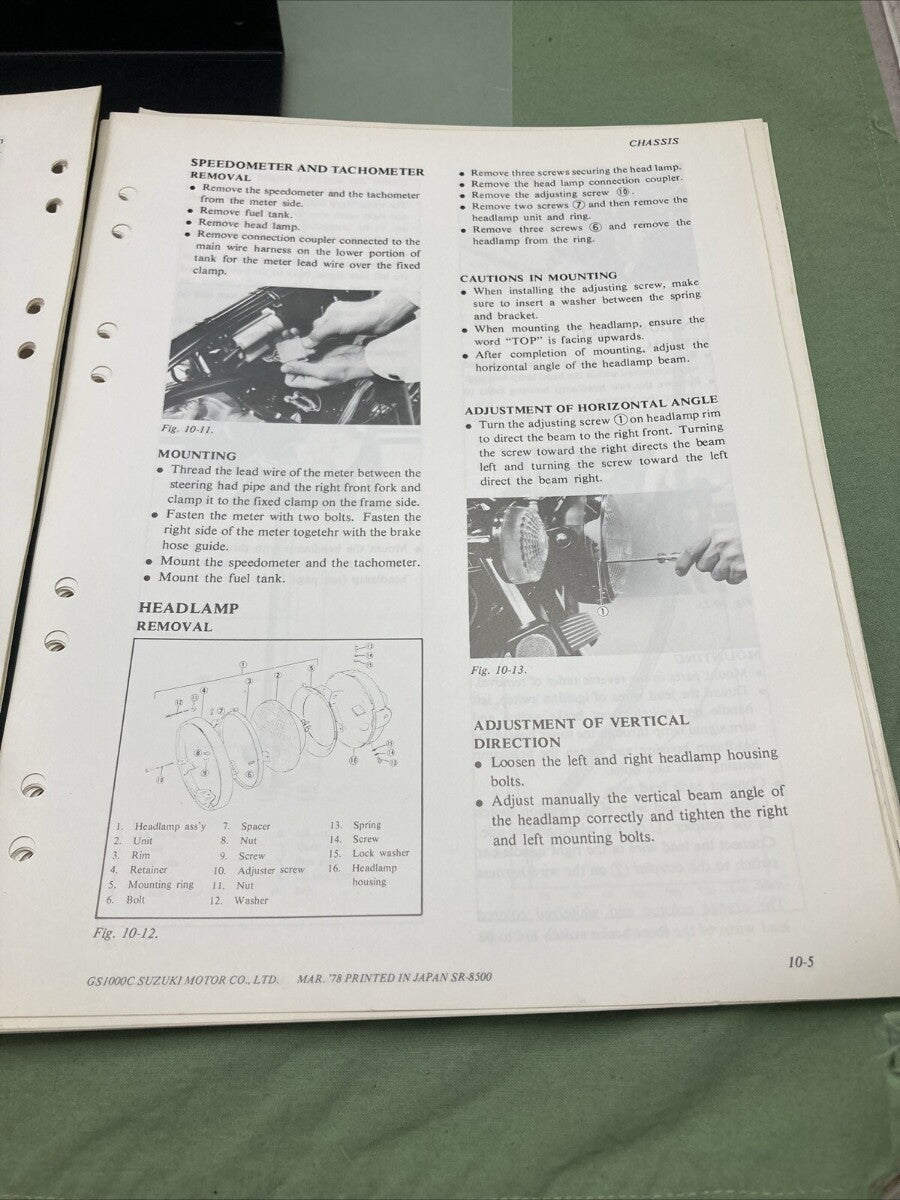 CHASSIS
SPEEDOMETER AND TACHOMETER
REMOVAL
• Remove the speedometer and the tachometer
from the meter side.
• Remove fuel tank.
• Remove head lamp.
• Remove connection coupler connected to the
main wire harness on the lower portion of
tank for the meter lead wire over the fixed
clamp.
Fig. 10-11.
MOUNTING
• Thread the lead wire of the meter between the
steering had pipe and the right front fork and
clamp it to the fixed clamp on the frame side.
• Fasten the meter with two bolts. Fasten the
right side of the meter togetehr with the brake
hose guide.
• Mount the speedometer and the tachometer.
• Mount the fuel tank.
HEADLAMP
REMOVAL
1. Headlamp ass'y
2. Unit
3. Rim
4. Retainer
5. Mounting ring
6. Bolt
7. Spacer
8. Nut
9. Screw
10. Adjuster screw
11. Nut
12. Washer
13. Spring
14. Screw
15. Lock washer
16. Headlamp
housing
Fig. 10-12.
• Remove three screws securing the head lamp.
• Remove the head lamp connection coupler.
• Remove the adjusting screw ⑩.
• Remove two screws ⑦ and then remove the
headlamp unit and ring.
• Remove three screws ⑥ and remove the
headlamp from the ring.
CAUTIONS IN MOUNTING
• When installing the adjusting screw, make
sure to insert a washer between the spring
and bracket.
• When mounting the headlamp, ensure the
word “TOP” is facing upwards.
• After completion of mounting, adjust the
horizontal angle of the headlamp beam.
ADJUSTMENT OF HORIZONTAL ANGLE
• Turn the adjusting screw ① on headlamp rim
to direct the beam to the right front. Turning
the screw toward the right directs the beam
left and turning the screw toward the left
direct the beam right.
①
Fig. 10-13.
ADJUSTMENT OF VERTICAL
DIRECTION
• Loosen the left and right headlamp housing
bolts.
• Adjust manually the vertical beam angle of
the headlamp correctly and tighten the right
and left mounting bolts.
10-5
GS1000C SUZUKI MOTOR CO., LTD. MAR. '78 PRINTED IN JAPAN SR-8500